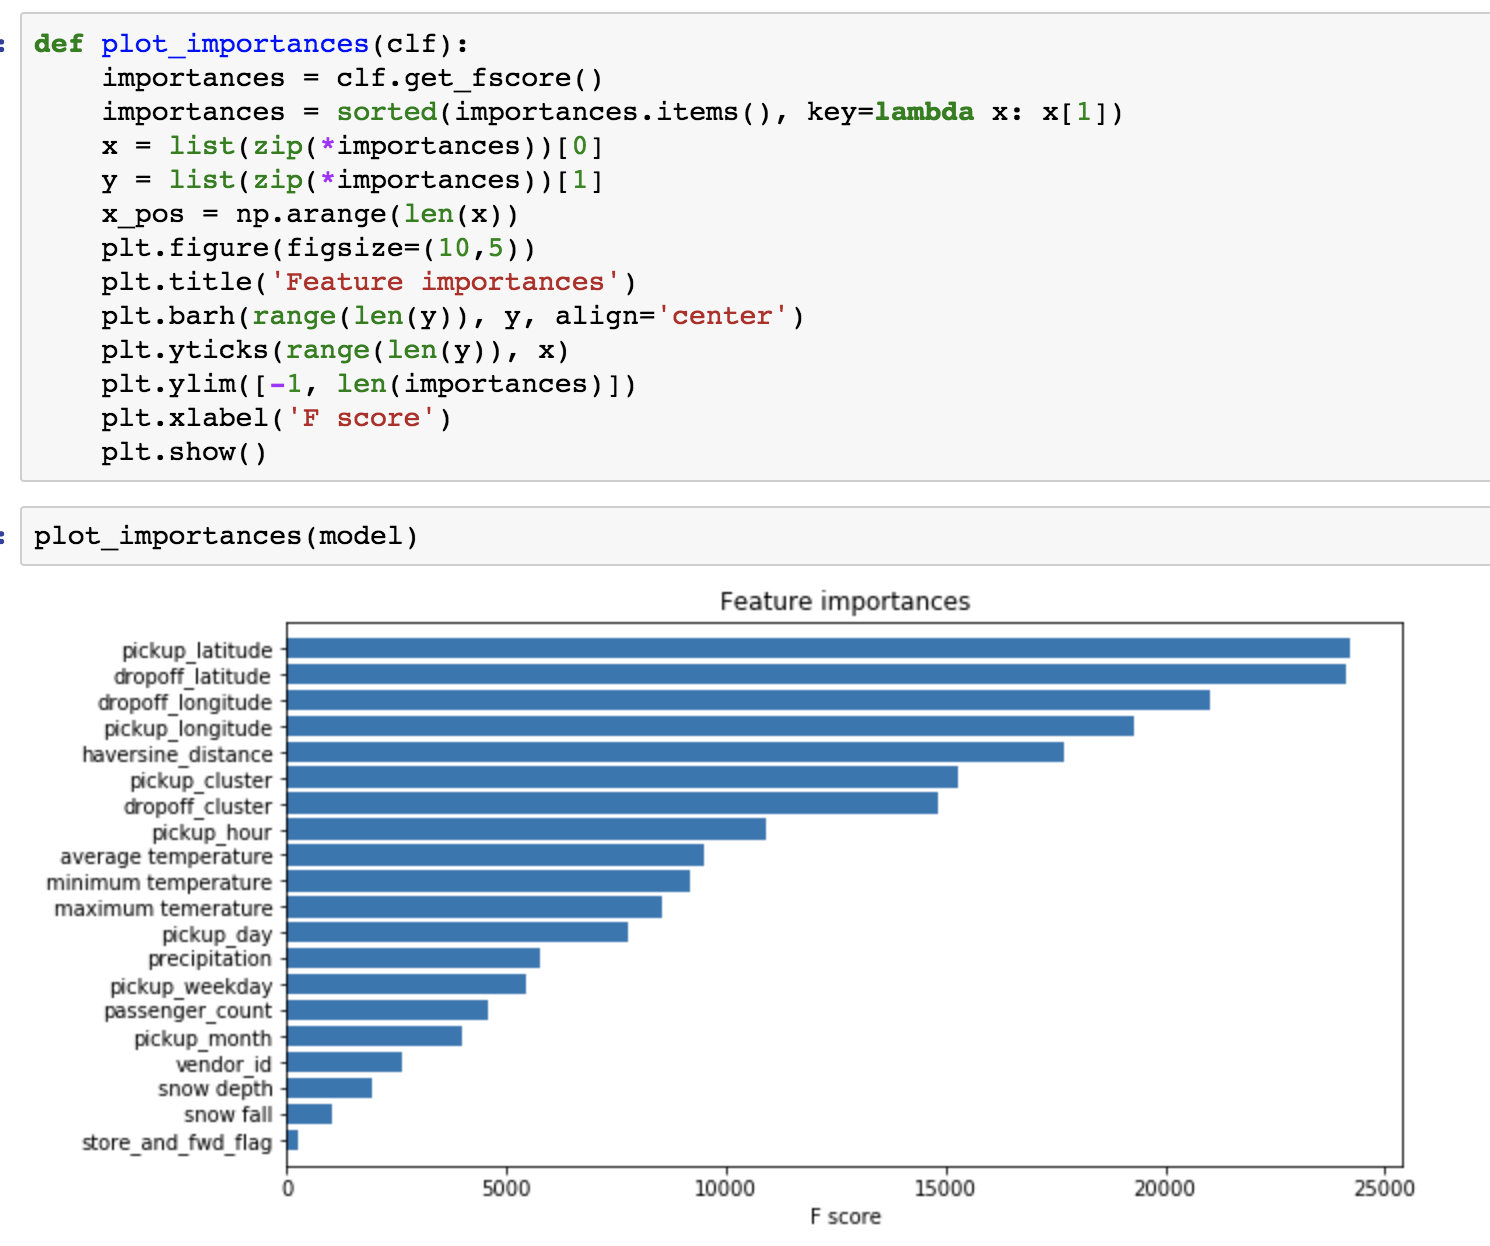 def plot_importances(clf):
    importances = clf.get_fscore()
    importances = sorted(importances.items(), key=lambda x: x[1])
    x = list(zip(*importances))[0]
    y = list(zip(*importances))[1]
    x_pos = np.arange(len(x))
    plt.figure(figsize=(10,5))
    plt.title('Feature importances')
    plt.barh(range(len(y)), y, align='center')
    plt.yticks(range(len(y)), x)
    plt.ylim([-1, len(importances)])
    plt.xlabel('F score')
    plt.show()
plot_importances(model)
Feature importances
pickup_latitude
dropoff_latitude
dropoff_longitude
pickup_longitude
haversine_distance
pickup_cluster
dropoff_cluster
pickup_hour
average temperature
minimum temperature
maximum temerature
pickup_day
precipitation
pickup_weekday
passenger_count
pickup_month
vendor_id
snow depth
snow fall
store_and_fwd_flag
0 5000 10000 15000 20000 25000
F score